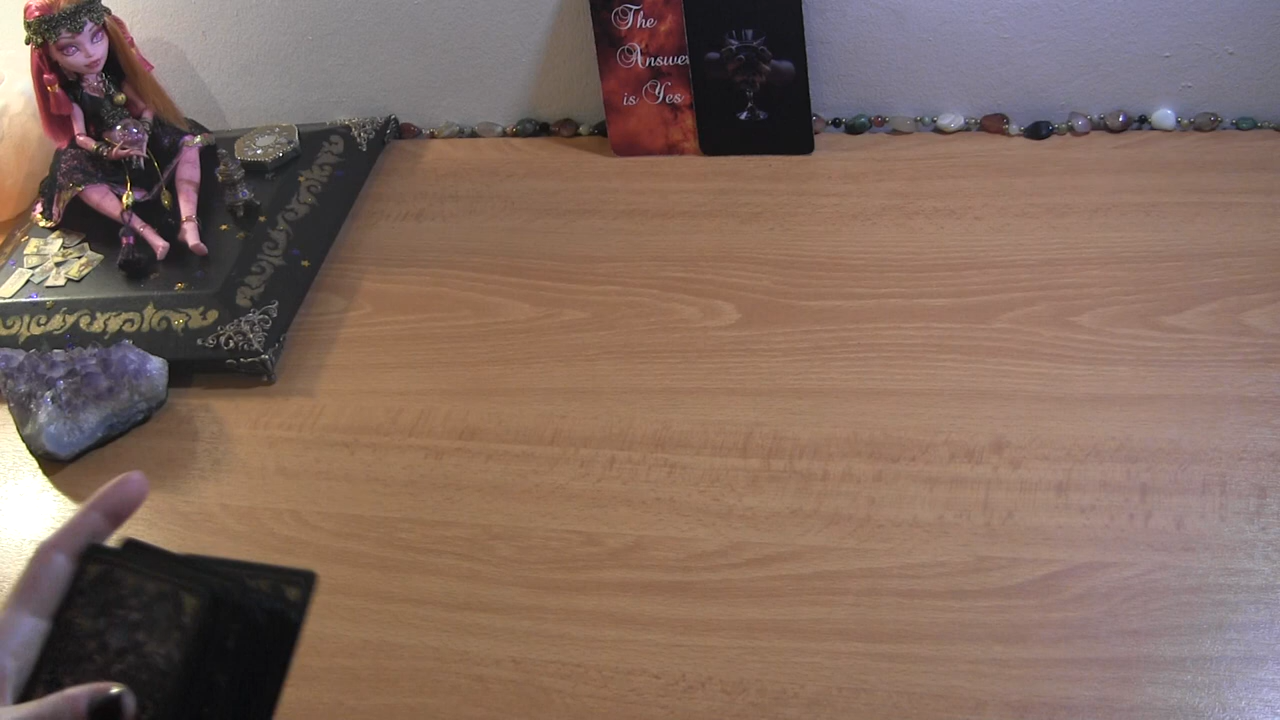 The
Answer
is Yes